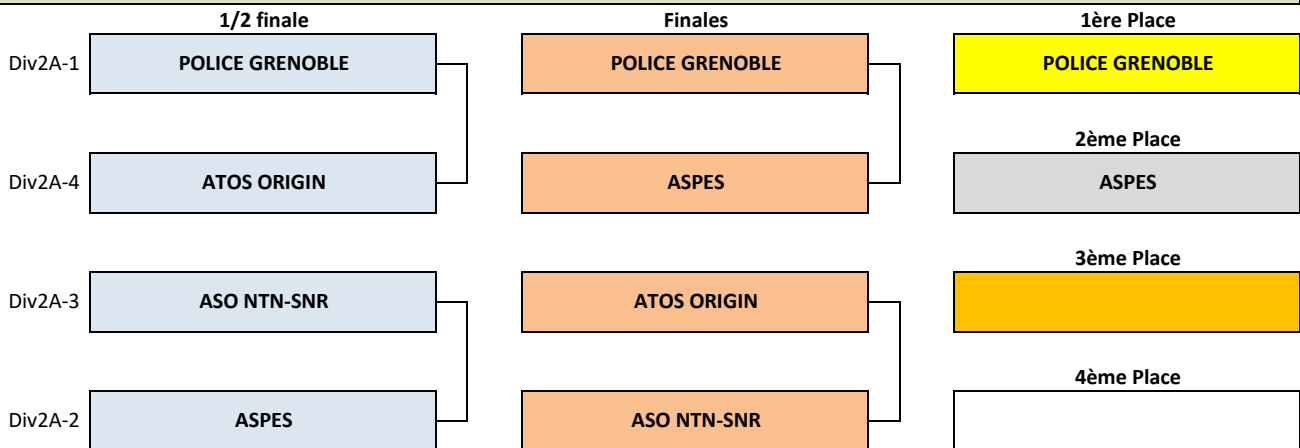 1/2 finale Finales 1ère Place
Div2A-1 POLICE GRENOBLE POLICE GRENOBLE POLICE GRENOBLE
2ème Place
Div2A-4 ATOS ORIGIN ASPES ASPES
3ème Place
Div2A-3 ASO NTN-SNR ATOS ORIGIN
4ème Place
Div2A-2 ASPES ASO NTN-SNR